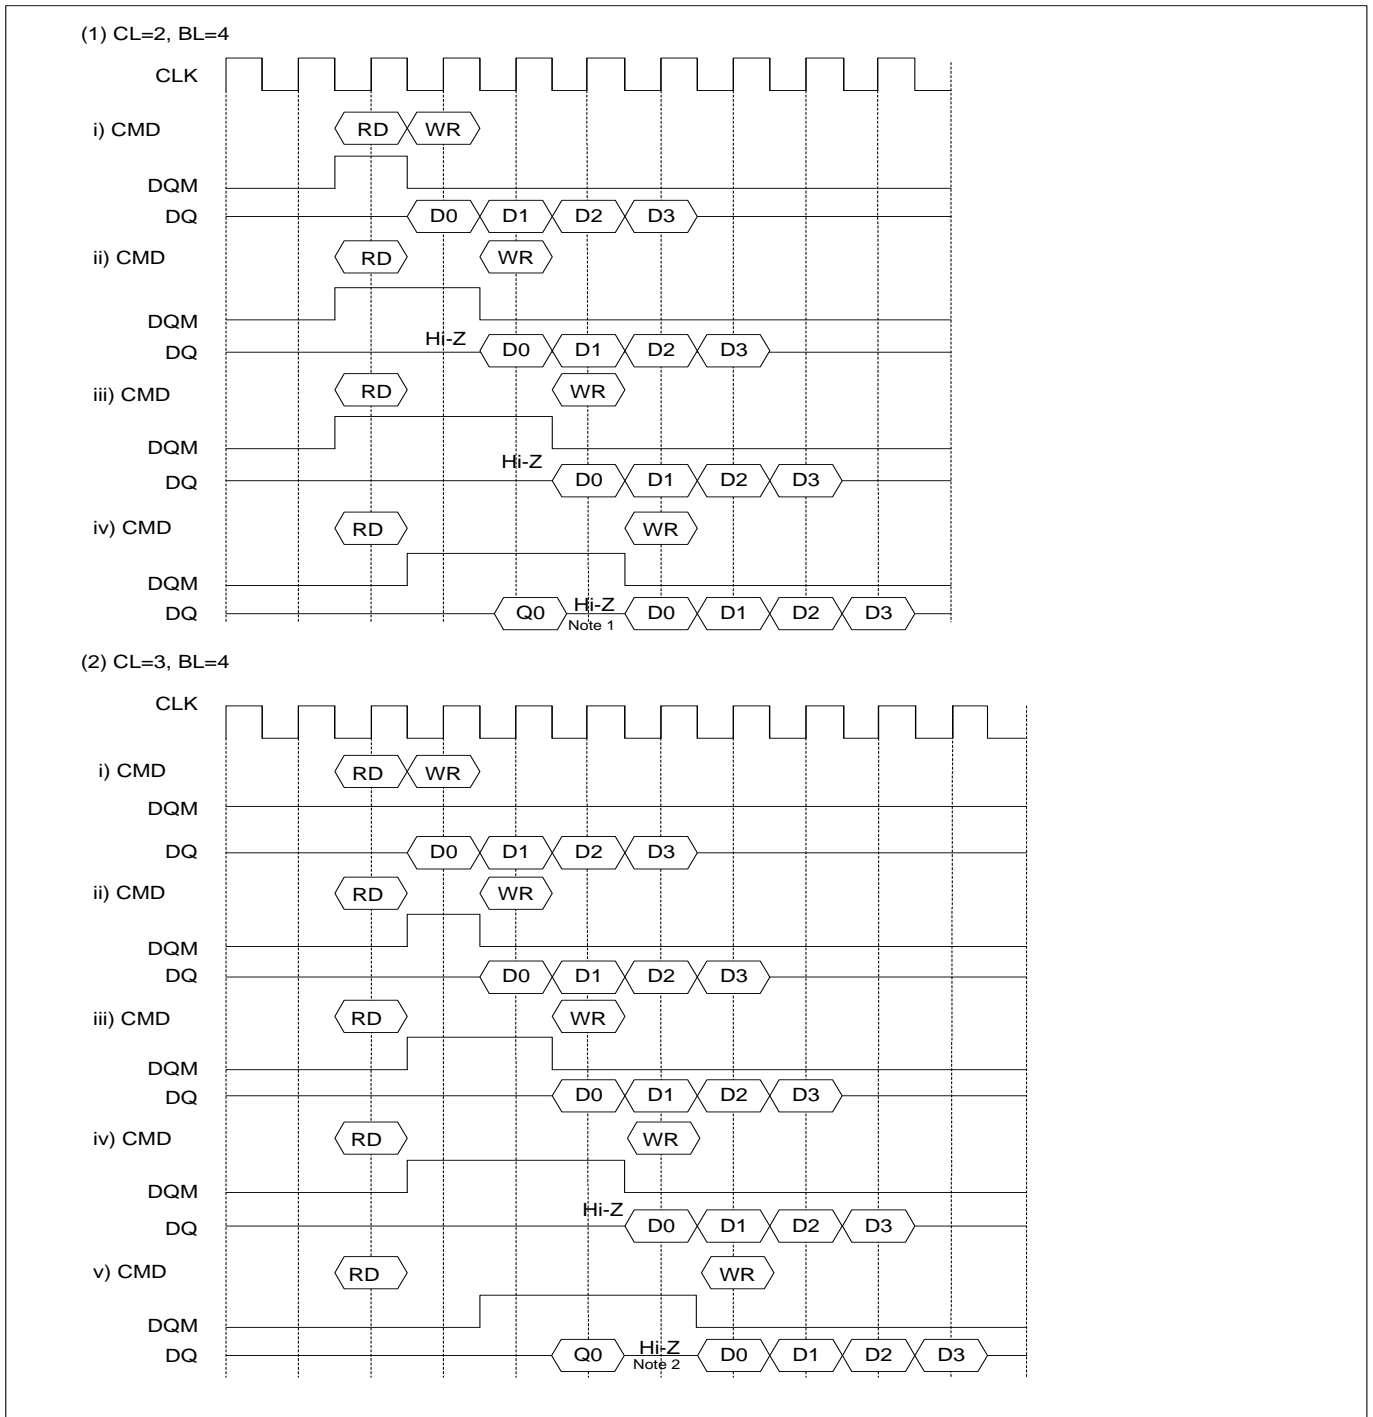 (1) CL=2, BL=4
CLK
i) CMD RD WR
DQM
DQ D0 D1 D2 D3
ii) CMD RD WR
DQM
DQ Hi-Z D0 D1 D2 D3
iii) CMD RD WR
DQM
DQ Hi-Z D0 D1 D2 D3
iv) CMD RD WR
DQM
DQ Q0 Hi-Z D0 D1 D2 D3
Note 1
(2) CL=3, BL=4
CLK
i) CMD RD WR
DQM
DQ D0 D1 D2 D3
ii) CMD RD WR
DQM
DQ D0 D1 D2 D3
iii) CMD RD WR
DQM
DQ D0 D1 D2 D3
iv) CMD RD WR
DQM
DQ Hi-Z D0 D1 D2 D3
v) CMD RD WR
DQM
DQ Q0 Hi-Z D0 D1 D2 D3
Note 2